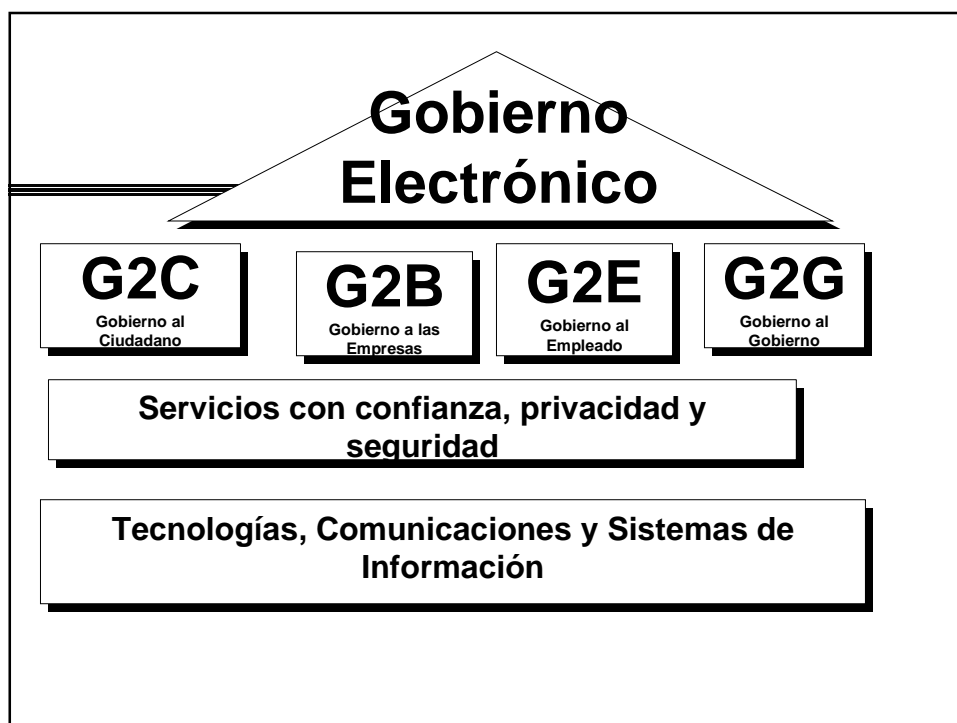 Gobierno
Electrónico
G2C
Gobierno al
Ciudadano
G2B
Gobierno a las
Empresas
G2E
Gobierno al
Empleado
G2G
Gobierno al
Gobierno
Servicios con confianza, privacidad y
seguridad
Tecnologías, Comunicaciones y Sistemas de
Información